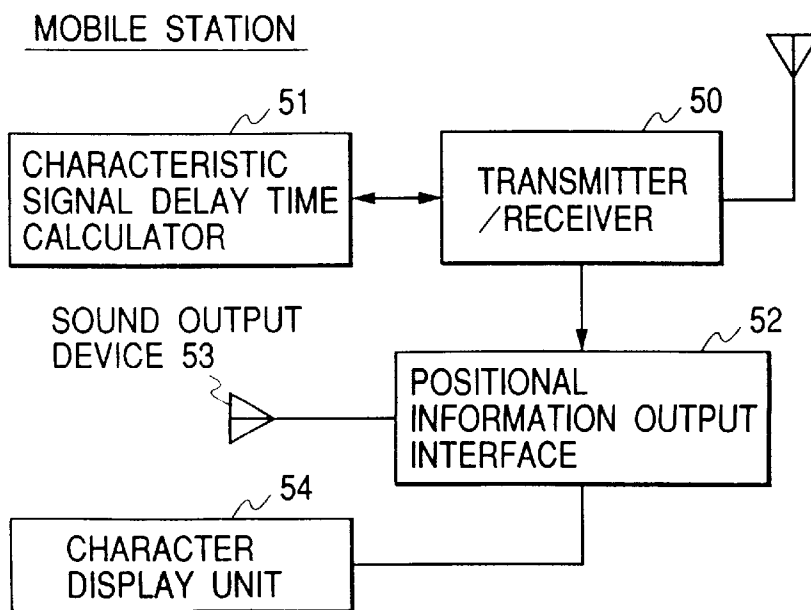 MOBILE STATION
51
CHARACTERISTIC
SIGNAL DELAY TIME
CALCULATOR
50
TRANSMITTER
/RECEIVER
SOUND OUTPUT
DEVICE 53
52
POSITIONAL
INFORMATION OUTPUT
INTERFACE
54
CHARACTER
DISPLAY UNIT